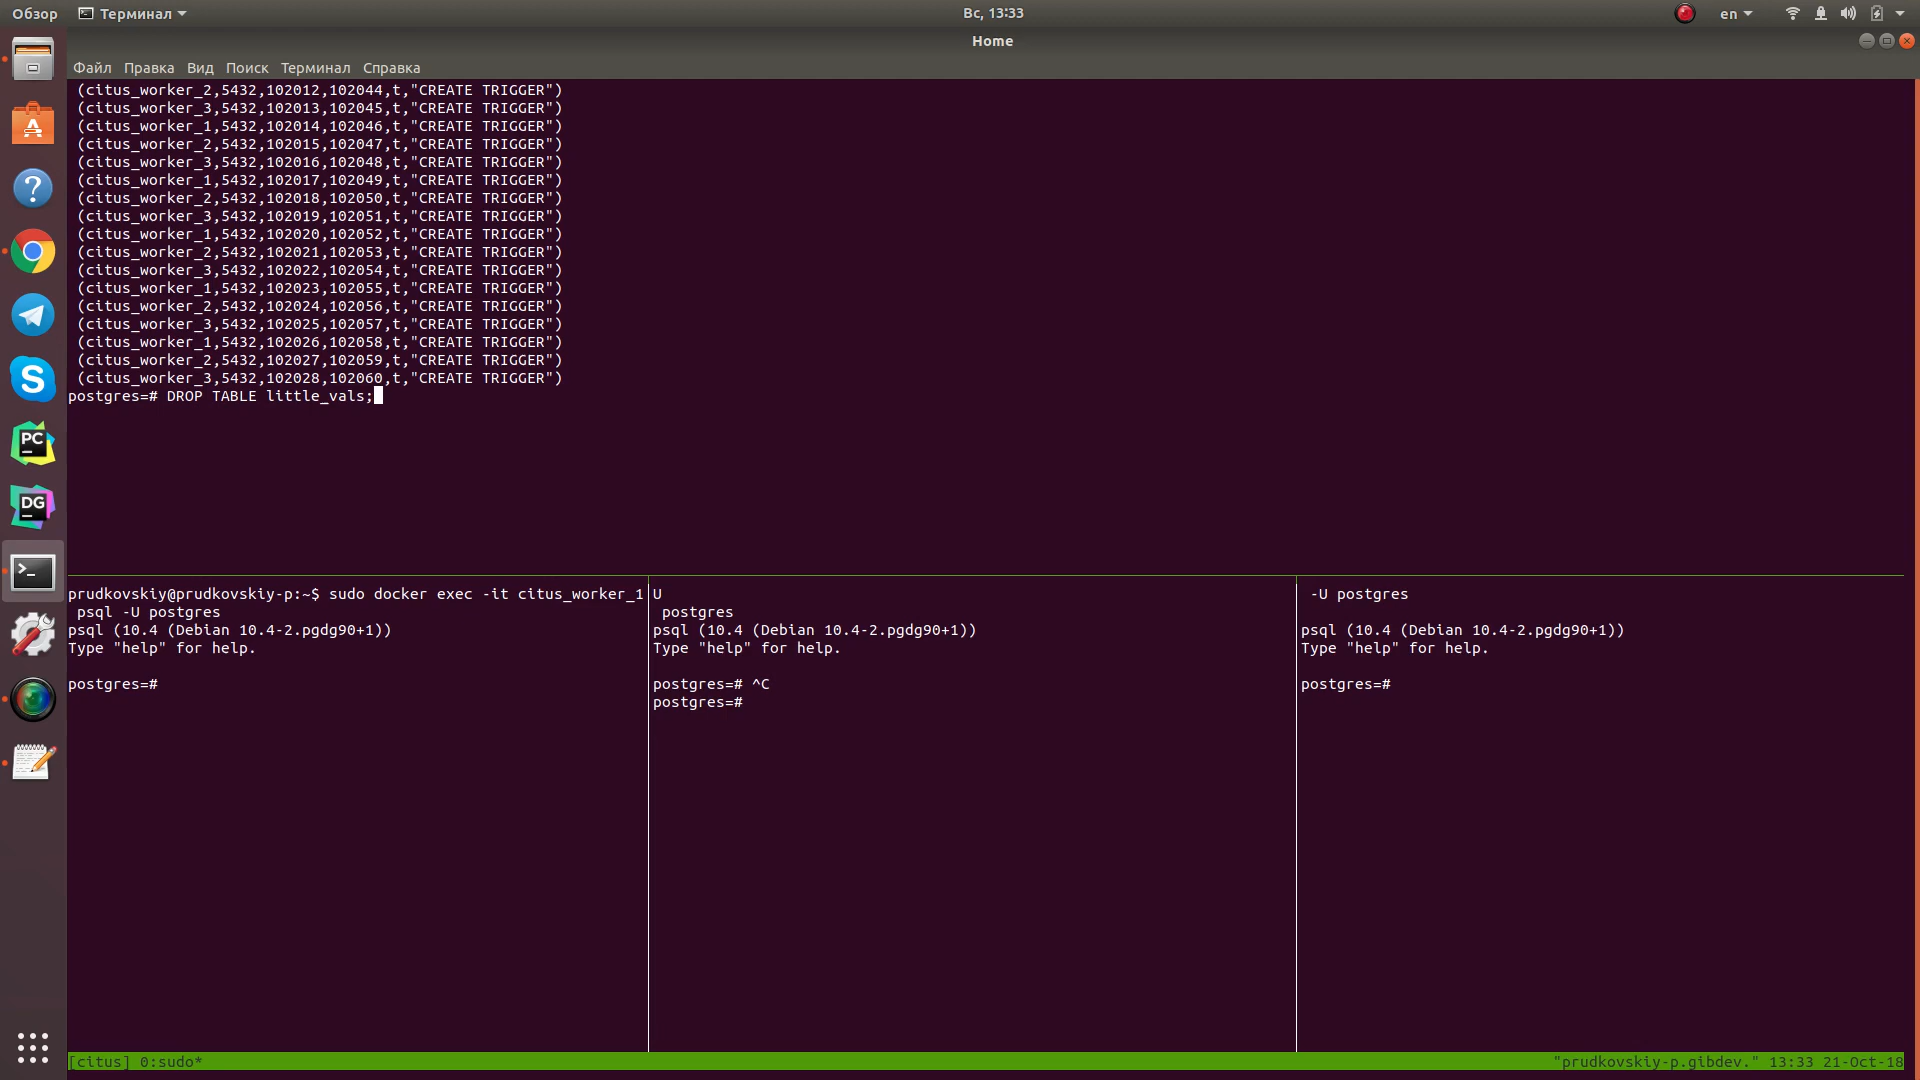 Обзор
Терминал
Вс, 13:33
en
Home
Файл Правка Вид Поиск Терминал Справка
(citus_worker_2,5432,102012,102044,t,"CREATE TRIGGER")
(citus_worker_3,5432,102013,102045,t,"CREATE TRIGGER")
(citus_worker_1,5432,102014,102046,t,"CREATE TRIGGER")
(citus_worker_2,5432,102015,102047,t,"CREATE TRIGGER")
(citus_worker_3,5432,102016,102048,t,"CREATE TRIGGER")
(citus_worker_1,5432,102017,102049,t,"CREATE TRIGGER")
(citus_worker_2,5432,102018,102050,t,"CREATE TRIGGER")
(citus_worker_3,5432,102019,102051,t,"CREATE TRIGGER")
(citus_worker_1,5432,102020,102052,t,"CREATE TRIGGER")
(citus_worker_2,5432,102021,102053,t,"CREATE TRIGGER")
(citus_worker_3,5432,102022,102054,t,"CREATE TRIGGER")
(citus_worker_1,5432,102023,102055,t,"CREATE TRIGGER")
(citus_worker_2,5432,102024,102056,t,"CREATE TRIGGER")
(citus_worker_3,5432,102025,102057,t,"CREATE TRIGGER")
(citus_worker_1,5432,102026,102058,t,"CREATE TRIGGER")
(citus_worker_2,5432,102027,102059,t,"CREATE TRIGGER")
(citus_worker_3,5432,102028,102060,t,"CREATE TRIGGER")
postgres=# DROP TABLE little_vals;
prudkovskiy@prudkovskiy-p:~$ sudo docker exec -it citus_worker_1
psql -U postgres
psql (10.4 (Debian 10.4-2.pgdg90+1))
Type "help" for help.
postgres=#
U
postgres
psql (10.4 (Debian 10.4-2.pgdg90+1))
Type "help" for help.
postgres=# ^C
postgres=#
-U postgres
psql (10.4 (Debian 10.4-2.pgdg90+1))
Type "help" for help.
postgres=#
PC
DG
[citus] 0:sudo*
"prudkovskiy-p.gibdev." 13:33 21-Oct-18